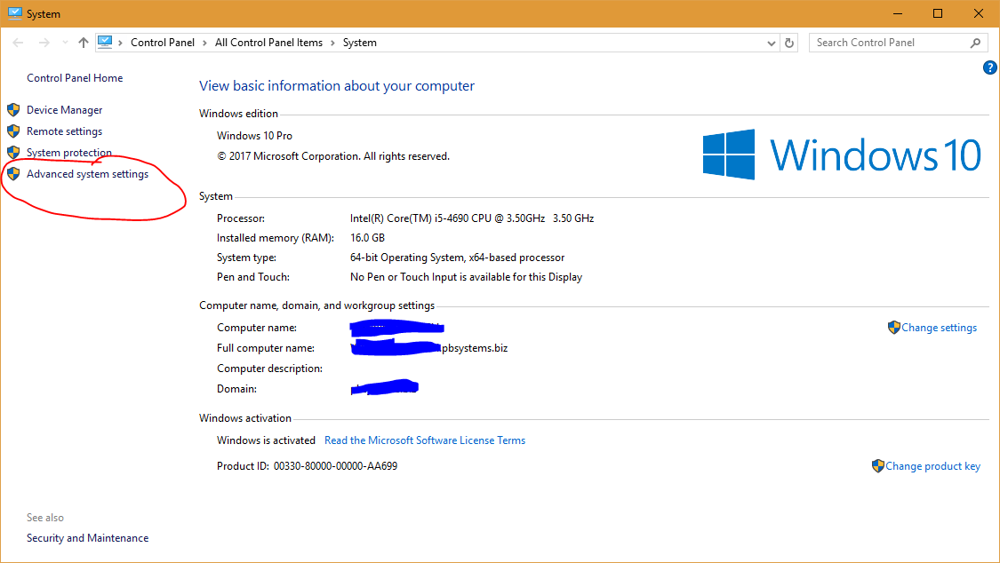 System
Control Panel > All Control Panel Items > System
Search Control Panel
Control Panel Home
Device Manager
Remote settings
System protection
Advanced system settings
See also
Security and Maintenance
View basic information about your computer
Windows edition
Windows 10 Pro
© 2017 Microsoft Corporation. All rights reserved.
Windows 10
System
Processor: Intel(R) Core(TM) i5-4690 CPU @ 3.50GHz 3.50 GHz
Installed memory (RAM): 16.0 GB
System type: 64-bit Operating System, x64-based processor
Pen and Touch: No Pen or Touch Input is available for this Display
Computer name, domain, and workgroup settings
Computer name:
Change settings
Full computer name: .pbsystems.biz
Computer description:
Domain:
Windows activation
Windows is activated Read the Microsoft Software License Terms
Product ID: 00330-80000-00000-AA699
Change product key